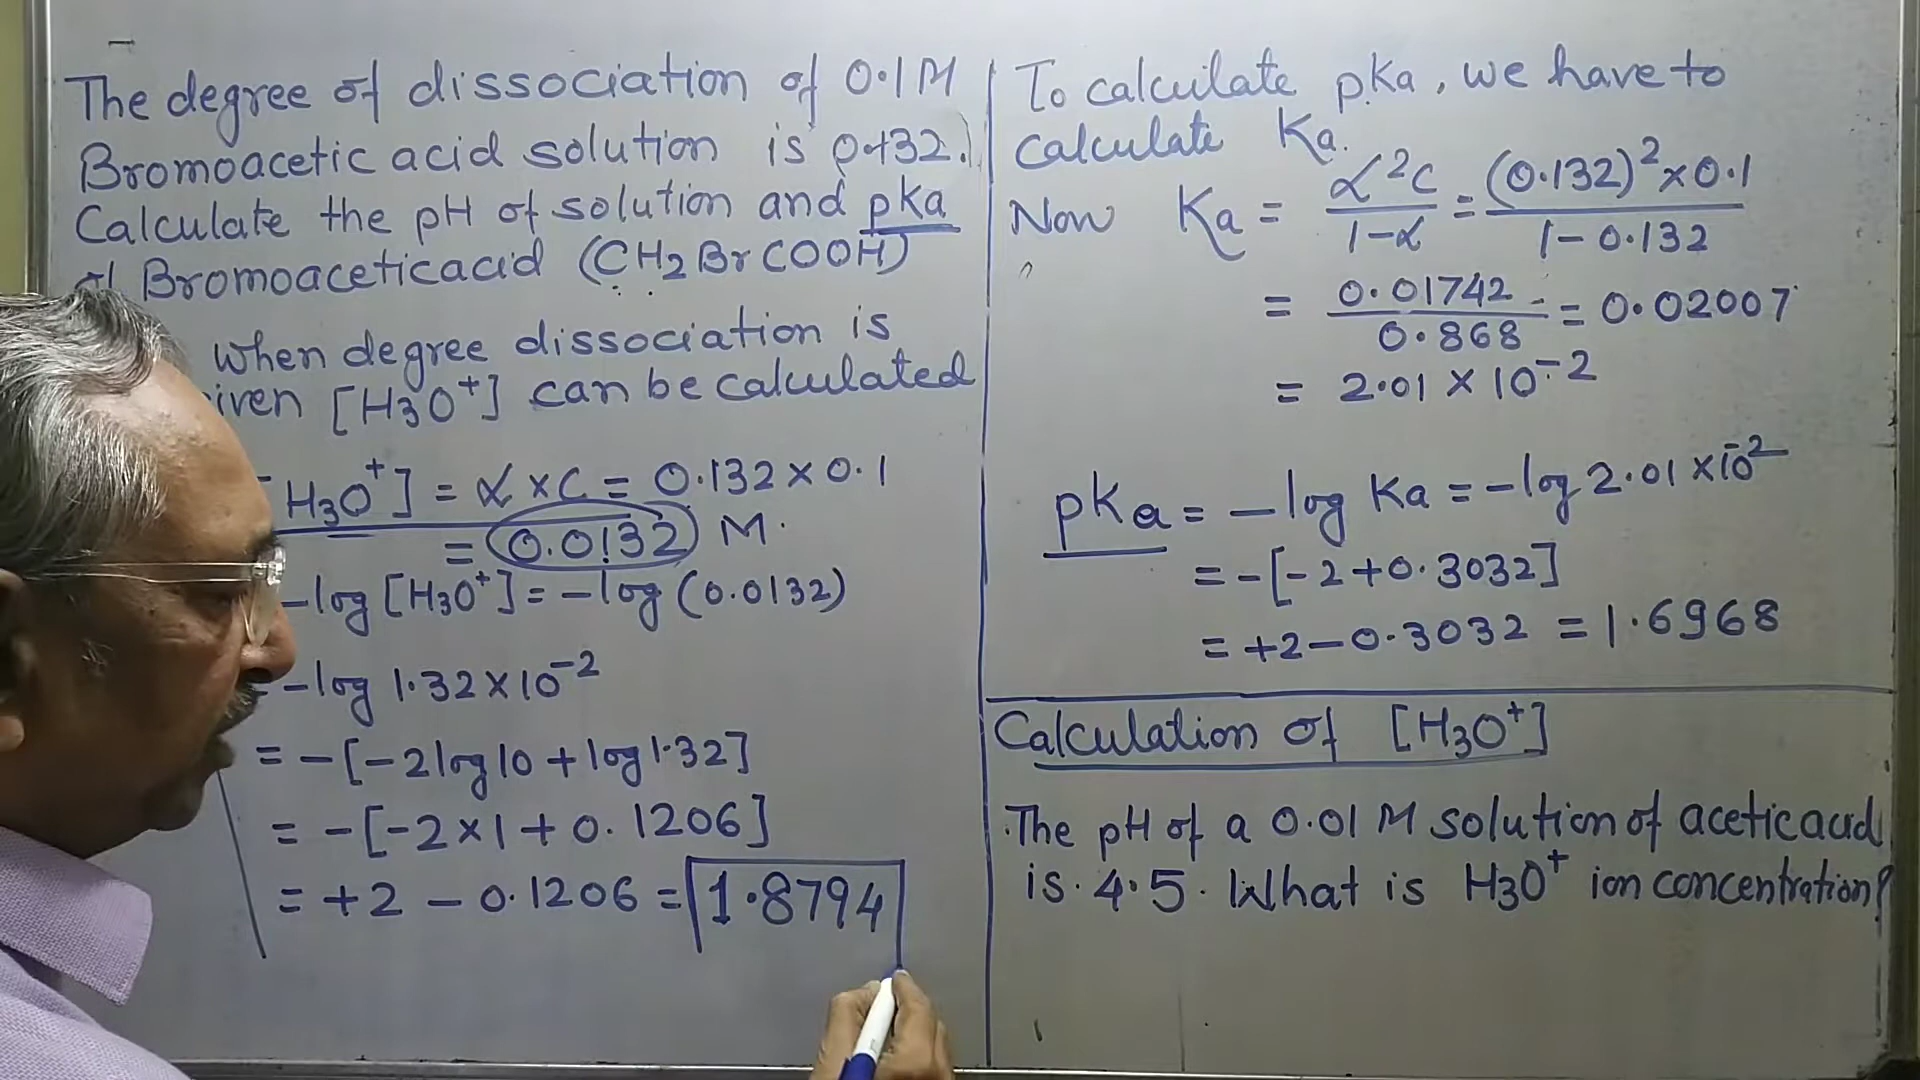 The degree of dissociation of 0.1M
Bromoacetic acid solution is 0.132.
Calculate the pH of solution and pKa
of Bromoaceticacid (CH2BrCOOH)
when degree dissociation is
iven [H3O+] can be calculated
[H3O+] = α × C = 0.132 × 0.1
= 0.0132 M.
-log [H3O+] = -log (0.0132)
= -log 1.32 × 10⁻²
= -[-2log10 + log1.32]
= -[-2×1 + 0.1206]
= +2 - 0.1206 = 1.8794
To calculate pKa, we have to
calculate Ka.
Now Ka = α²C / 1-α = (0.132)² × 0.1 / 1-0.132
= 0.01742 / 0.868 = 0.02007
= 2.01 × 10⁻²
pKa = -log Ka = -log 2.01 × 10⁻²
= -[-2+0.3032]
= +2-0.3032 = 1.6968
Calculation of [H3O+]
The pH of a 0.01M solution of aceticacid
is 4.5. What is H3O+ ion concentration?